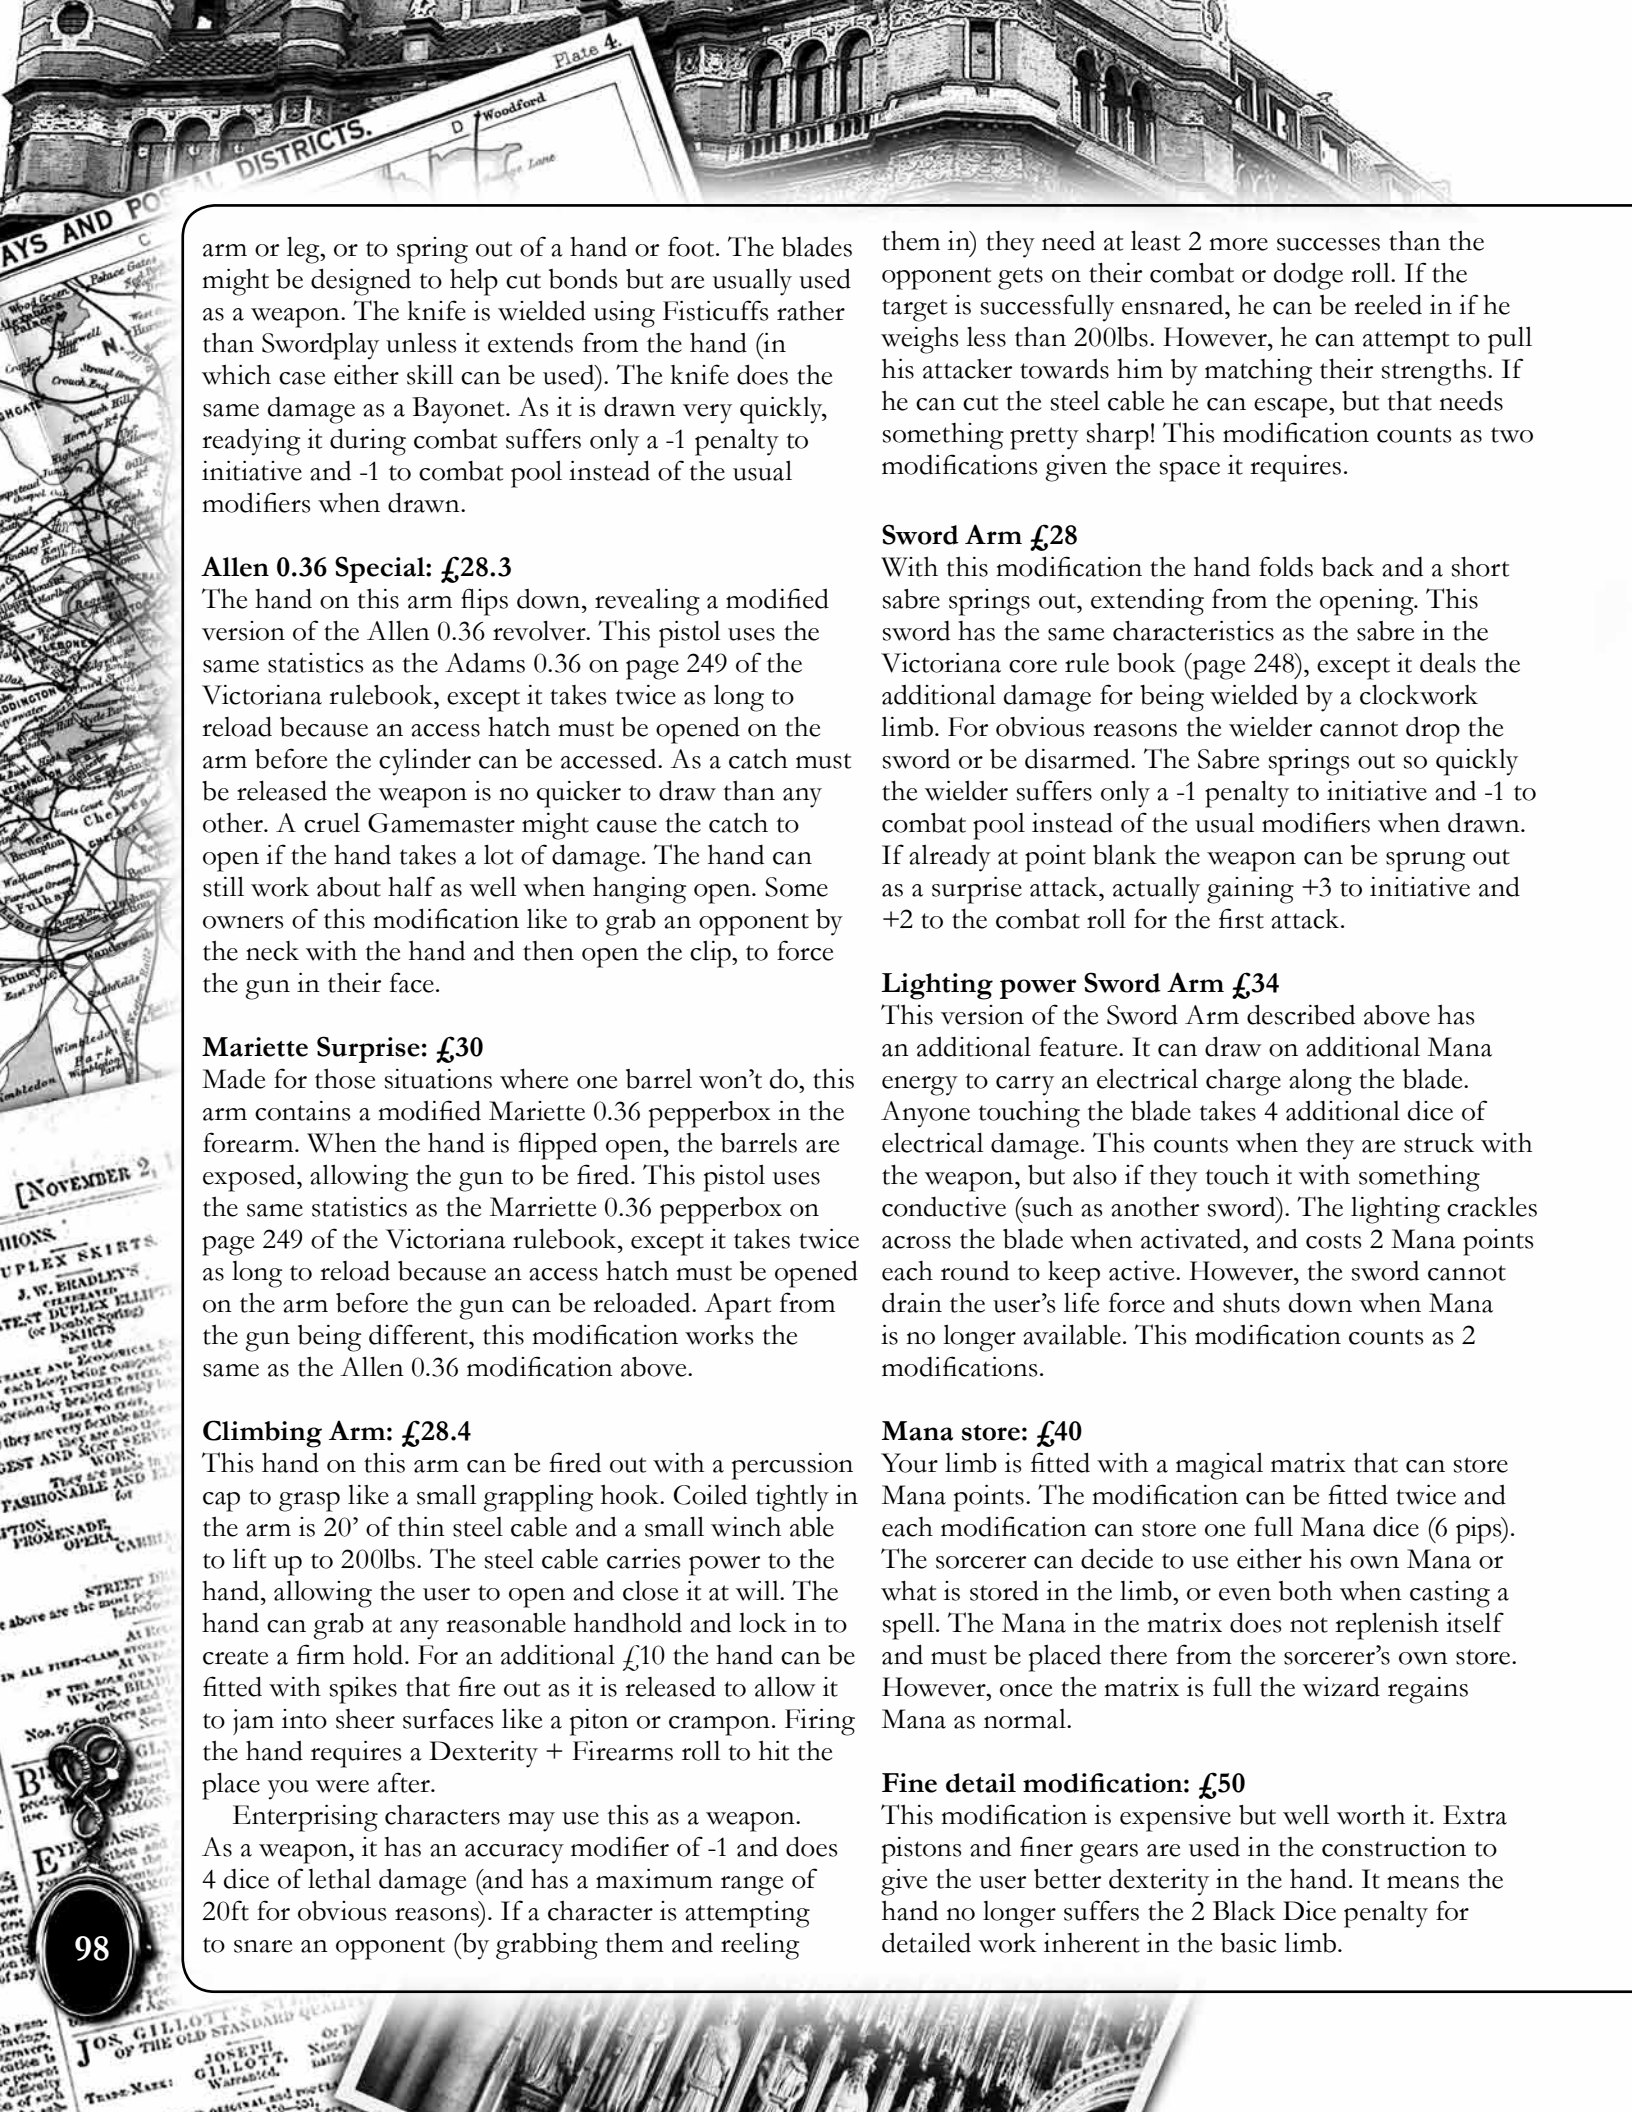 Plate 4.
DISTRICTS.
D
Woodford
AYS AND PO
C
arm or leg, or to spring out of a hand or foot. The blades
might be designed to help cut bonds but are usually used
as a weapon. The knife is wielded using Fisticuffs rather
than Swordplay unless it extends from the hand (in
which case either skill can be used). The knife does the
same damage as a Bayonet. As it is drawn very quickly,
readying it during combat suffers only a -1 penalty to
initiative and -1 to combat pool instead of the usual
modifiers when drawn.
Allen 0.36 Special: £28.3
The hand on this arm flips down, revealing a modified
version of the Allen 0.36 revolver. This pistol uses the
same statistics as the Adams 0.36 on page 249 of the
Victoriana rulebook, except it takes twice as long to
reload because an access hatch must be opened on the
arm before the cylinder can be accessed. As a catch must
be released the weapon is no quicker to draw than any
other. A cruel Gamemaster might cause the catch to
open if the hand takes a lot of damage. The hand can
still work about half as well when hanging open. Some
owners of this modification like to grab an opponent by
the neck with the hand and then open the clip, to force
the gun in their face.
Mariette Surprise: £30
Made for those situations where one barrel won't do, this
arm contains a modified Mariette 0.36 pepperbox in the
forearm. When the hand is flipped open, the barrels are
exposed, allowing the gun to be fired. This pistol uses
the same statistics as the Marriette 0.36 pepperbox on
page 249 of the Victoriana rulebook, except it takes twice
as long to reload because an access hatch must be opened
on the arm before the gun can be reloaded. Apart from
the gun being different, this modification works the
same as the Allen 0.36 modification above.
Climbing Arm: £28.4
This hand on this arm can be fired out with a percussion
cap to grasp like a small grappling hook. Coiled tightly in
the arm is 20' of thin steel cable and a small winch able
to lift up to 200lbs. The steel cable carries power to the
hand, allowing the user to open and close it at will. The
hand can grab at any reasonable handhold and lock in to
create a firm hold. For an additional £10 the hand can be
fitted with spikes that fire out as it is released to allow it
to jam into sheer surfaces like a piton or crampon. Firing
the hand requires a Dexterity + Firearms roll to hit the
place you were after.
Enterprising characters may use this as a weapon.
As a weapon, it has an accuracy modifier of -1 and does
4 dice of lethal damage (and has a maximum range of
20ft for obvious reasons). If a character is attempting
to snare an opponent (by grabbing them and reeling
them in) they need at least 2 more successes than the
opponent gets on their combat or dodge roll. If the
target is successfully ensnared, he can be reeled in if he
weighs less than 200lbs. However, he can attempt to pull
his attacker towards him by matching their strengths. If
he can cut the steel cable he can escape, but that needs
something pretty sharp! This modification counts as two
modifications given the space it requires.
Sword Arm £28
With this modification the hand folds back and a short
sabre springs out, extending from the opening. This
sword has the same characteristics as the sabre in the
Victoriana core rule book (page 248), except it deals the
additional damage for being wielded by a clockwork
limb. For obvious reasons the wielder cannot drop the
sword or be disarmed. The Sabre springs out so quickly
the wielder suffers only a -1 penalty to initiative and -1 to
combat pool instead of the usual modifiers when drawn.
If already at point blank the weapon can be sprung out
as a surprise attack, actually gaining +3 to initiative and
+2 to the combat roll for the first attack.
Lighting power Sword Arm £34
This version of the Sword Arm described above has
an additional feature. It can draw on additional Mana
energy to carry an electrical charge along the blade.
Anyone touching the blade takes 4 additional dice of
electrical damage. This counts when they are struck with
the weapon, but also if they touch it with something
conductive (such as another sword). The lighting crackles
across the blade when activated, and costs 2 Mana points
each round to keep active. However, the sword cannot
drain the user's life force and shuts down when Mana
is no longer available. This modification counts as 2
modifications.
Mana store: £40
Your limb is fitted with a magical matrix that can store
Mana points. The modification can be fitted twice and
each modification can store one full Mana dice (6 pips).
The sorcerer can decide to use either his own Mana or
what is stored in the limb, or even both when casting a
spell. The Mana in the matrix does not replenish itself
and must be placed there from the sorcerer's own store.
However, once the matrix is full the wizard regains
Mana as normal.
Fine detail modification: £50
This modification is expensive but well worth it. Extra
pistons and finer gears are used in the construction to
give the user better dexterity in the hand. It means the
hand no longer suffers the 2 Black Dice penalty for
detailed work inherent in the basic limb.
[NOVEMBER 2,
UPLEX SKIRTS
J. W. BRADLEY'S
98
JOS. GILLOTT'S
OF THE OLD STANDARD QUALITY
JOSEPH
GILLOTT,
Warranted.
TRADE MARK: